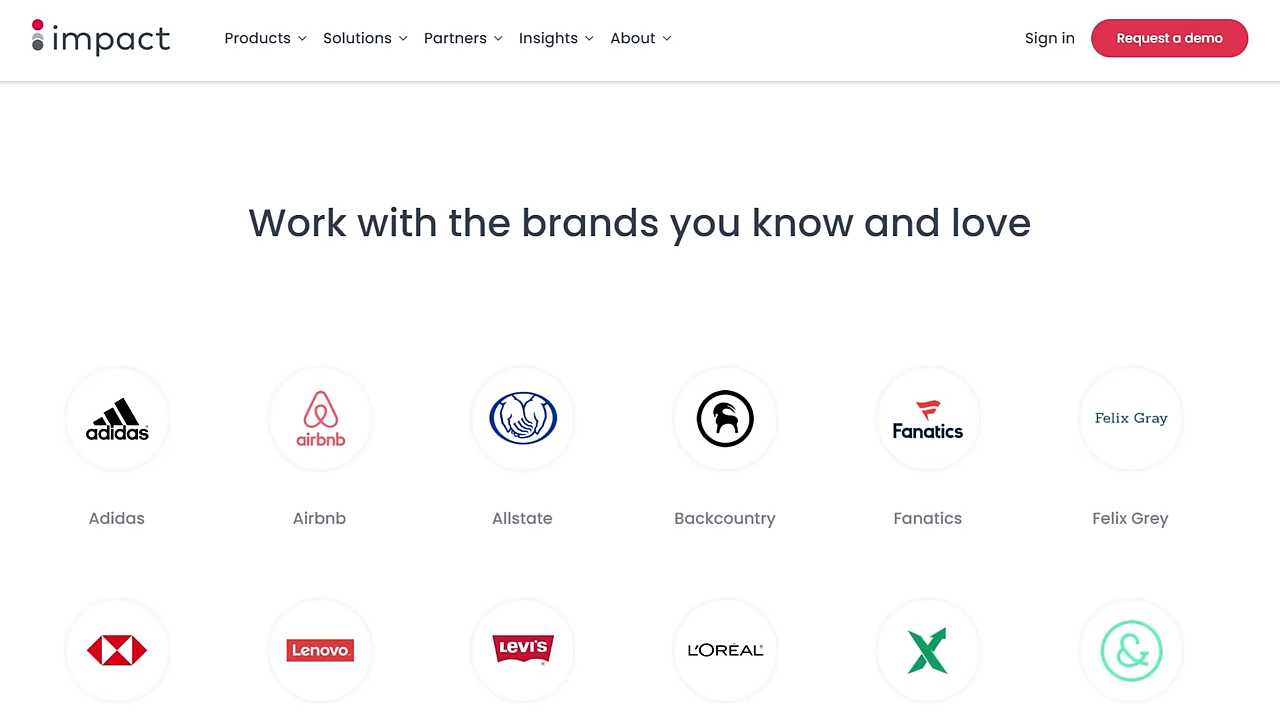 impact
Products Solutions Partners Insights About Sign in Request a demo
Work with the brands you know and love
adidas airbnb Fanatics Felix Gray
Adidas Airbnb Allstate Backcountry Fanatics Felix Grey
Lenovo LEVI'S L'ORÉAL &